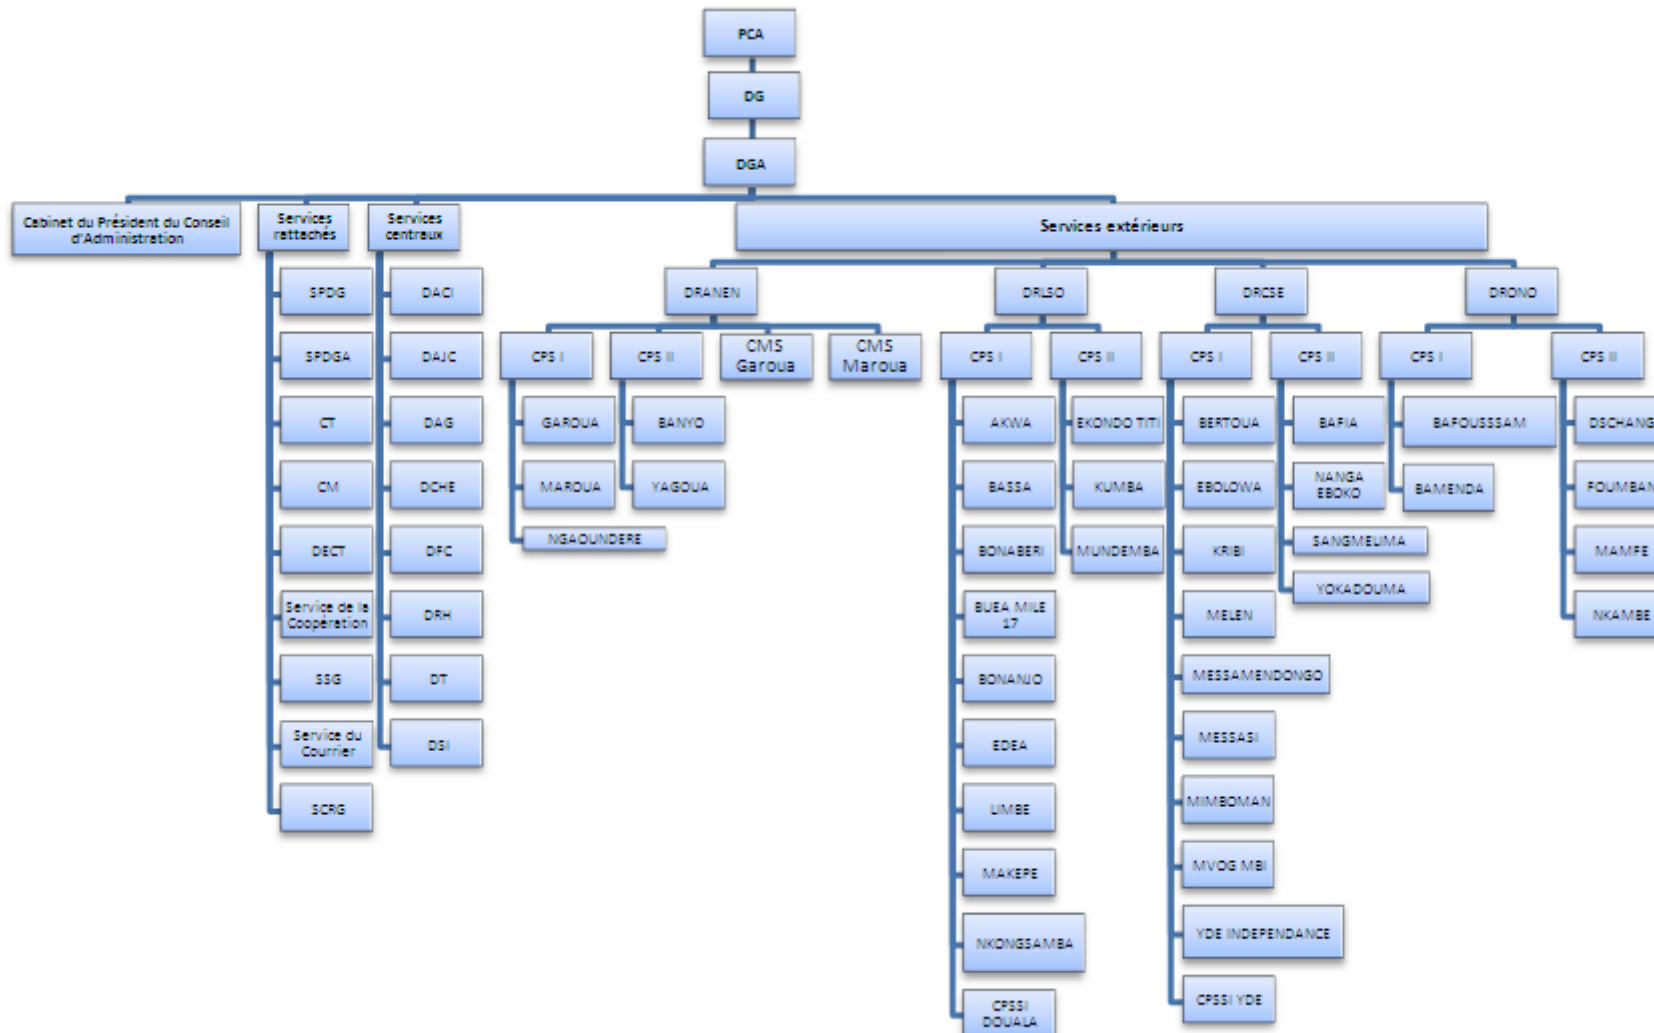 PCA
DG
DGA
Cabinet du Président du Conseil
d'Administration
Services
rattachés
Services
centraux
Services extérieurs
SPDG
SPDGA
CT
CM
DECT
Service de la
Coopération
SSG
Service du
Courrier
SCRG
DACI
DAJC
DAG
DCHE
DFC
DRH
DT
DSI
DRANEN
CPS I
GAROUA
MAROUA
NGAOUNDERE
CPS II
BANYO
YAGOUA
CMS
Garoua
CMS
Maroua
DRLSO
CPS I
AKWA
BASSA
BONABERI
BUEA MILE
17
BONANJO
EDEA
LIMBE
MAKEPE
NKONGSAMBA
CPSSI
DOUALA
CPS II
EKONDO TITI
KUMBA
MUNDEMBA
DRCSE
CPS I
BERTOUA
EBOLOWA
KRIBI
MELEN
MESSAMENDONGO
MESSASI
MIMBOMAN
MVOG MBI
YDE INDEPENDANCE
CPSSI YDE
CPS II
BAFIA
NANGA
EBOKO
SANGMELIMA
YOKADOUMA
DRONO
CPS I
BAFOUSSSAM
BAMENDA
CPS II
DSCHANG
FOUMBAN
MAMFE
NKAMBE